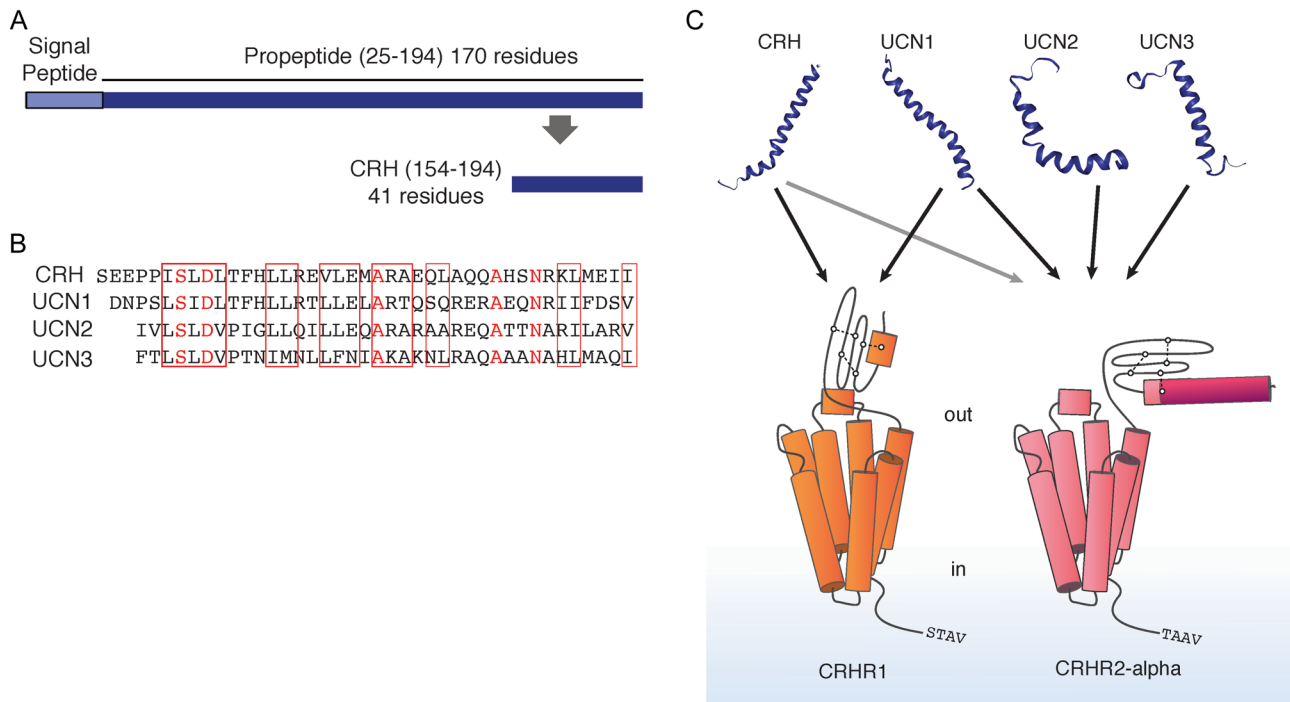 A
Signal
Peptide
Propeptide (25-194) 170 residues
CRH (154-194)
41 residues
B
CRH SEEPPISLDLTFHLLREVLEMARAEQLAQQAHSNRKLMEII
UCN1 DNPSLSIDLTFHLLRTLLELARTQSQRERAEQNRIIFDSV
UCN2 IVLSLDVPIGLLQILLEQARARAAREQATTNARILARV
UCN3 FTLSLDVPTNIMNLLFNIAKAKNLRAQAAANAHLMAQI
C
CRH UCN1 UCN2 UCN3
out
in
STAV
TAAV
CRHR1
CRHR2-alpha